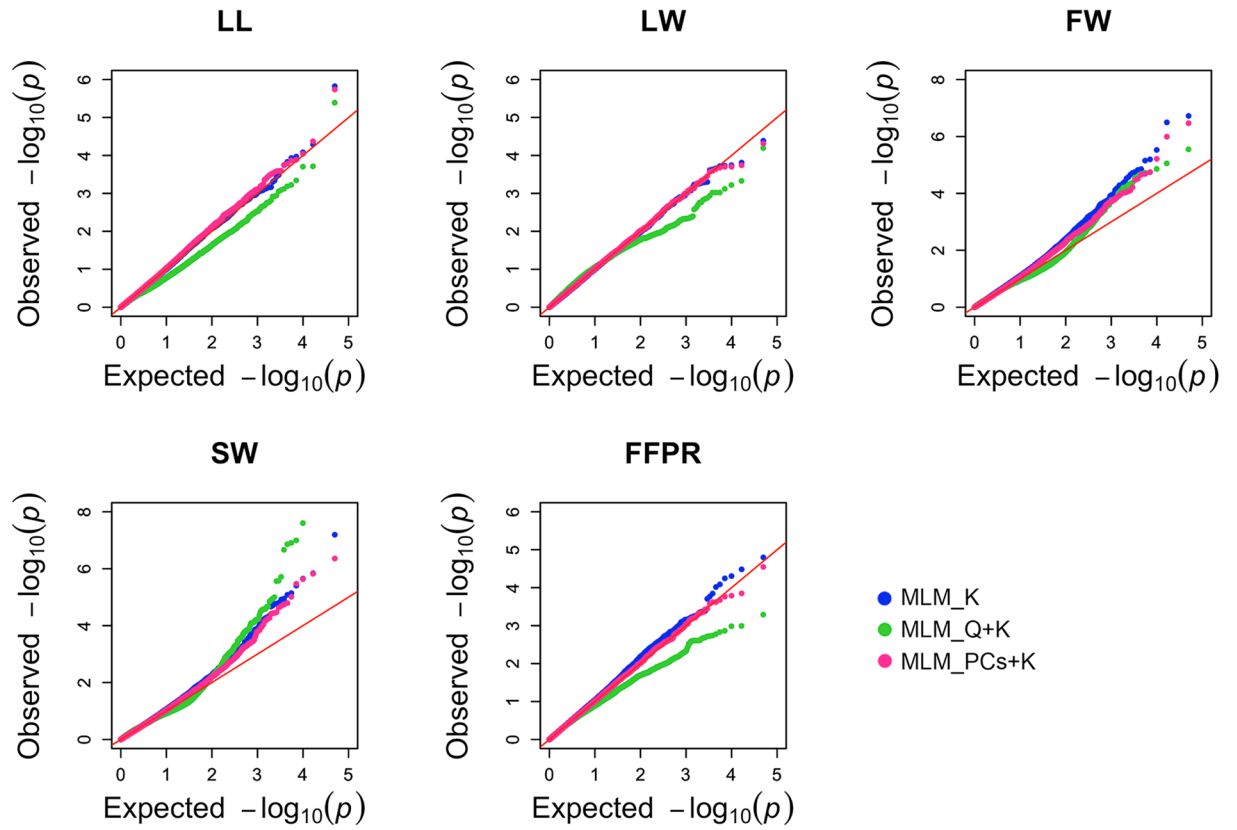 LL
LW
FW
Observed −log10(p)
0 1 2 3 4 5 6
0 1 2 3 4 5
Expected −log10(p)
Observed −log10(p)
0 1 2 3 4 5 6
0 1 2 3 4 5
Expected −log10(p)
Observed −log10(p)
0 2 4 6 8
0 1 2 3 4 5
Expected −log10(p)
SW
FFPR
Observed −log10(p)
0 2 4 6 8
0 1 2 3 4 5
Expected −log10(p)
Observed −log10(p)
0 1 2 3 4 5 6
0 1 2 3 4 5
Expected −log10(p)
MLM_K
MLM_Q+K
MLM_PCs+K